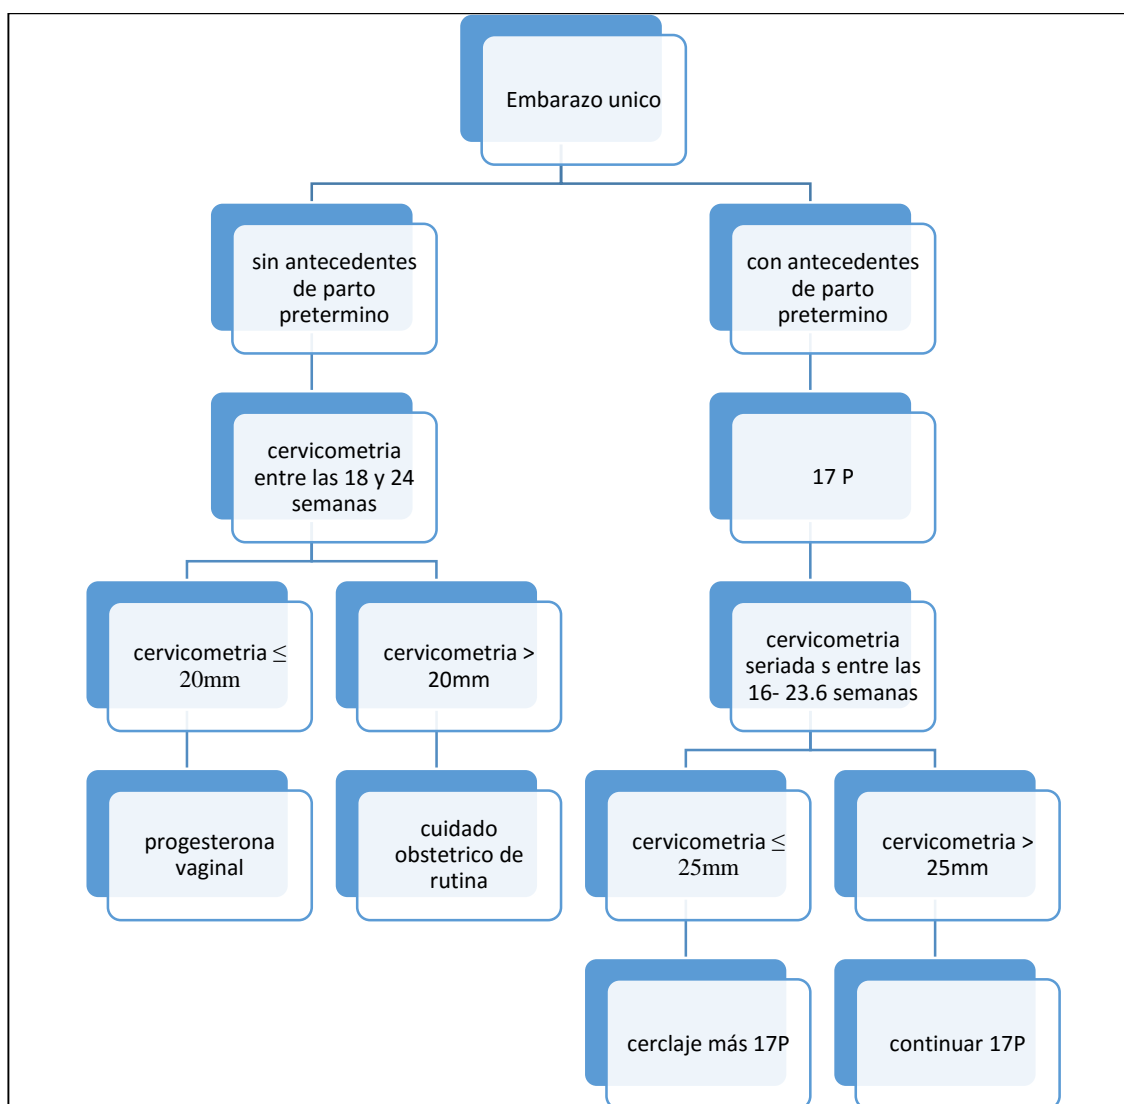 Embarazo unico
sin antecedentes
de parto
pretermino
con antecedentes
de parto
pretermino
cervicometria
entre las 18 y 24
semanas
17 P
cervicometria ≤
20mm
cervicometria >
20mm
cervicometria
seriada s entre las
16- 23.6 semanas
progesterona
vaginal
cuidado
obstetrico de
rutina
cervicometria ≤
25mm
cervicometria >
25mm
cerclaje más 17P
continuar 17P